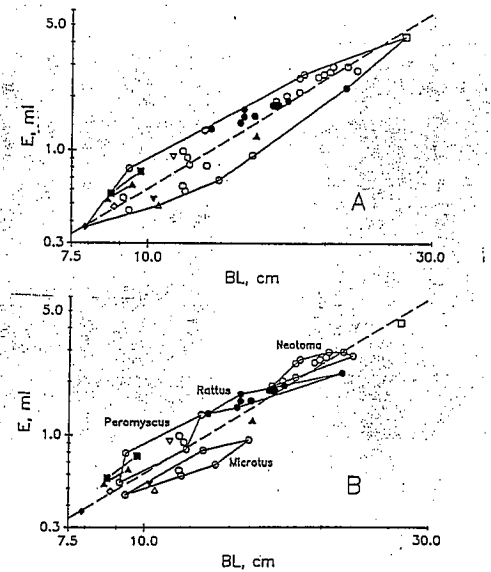 5.0
1.0
0.3
E, ml
7.5
10.0
30.0
BL, cm
A
5.0
1.0
0.3
E, ml
Neotoma
Rattus
Peromyscus
Microtus
B
7.5
10.0
30.0
BL, cm